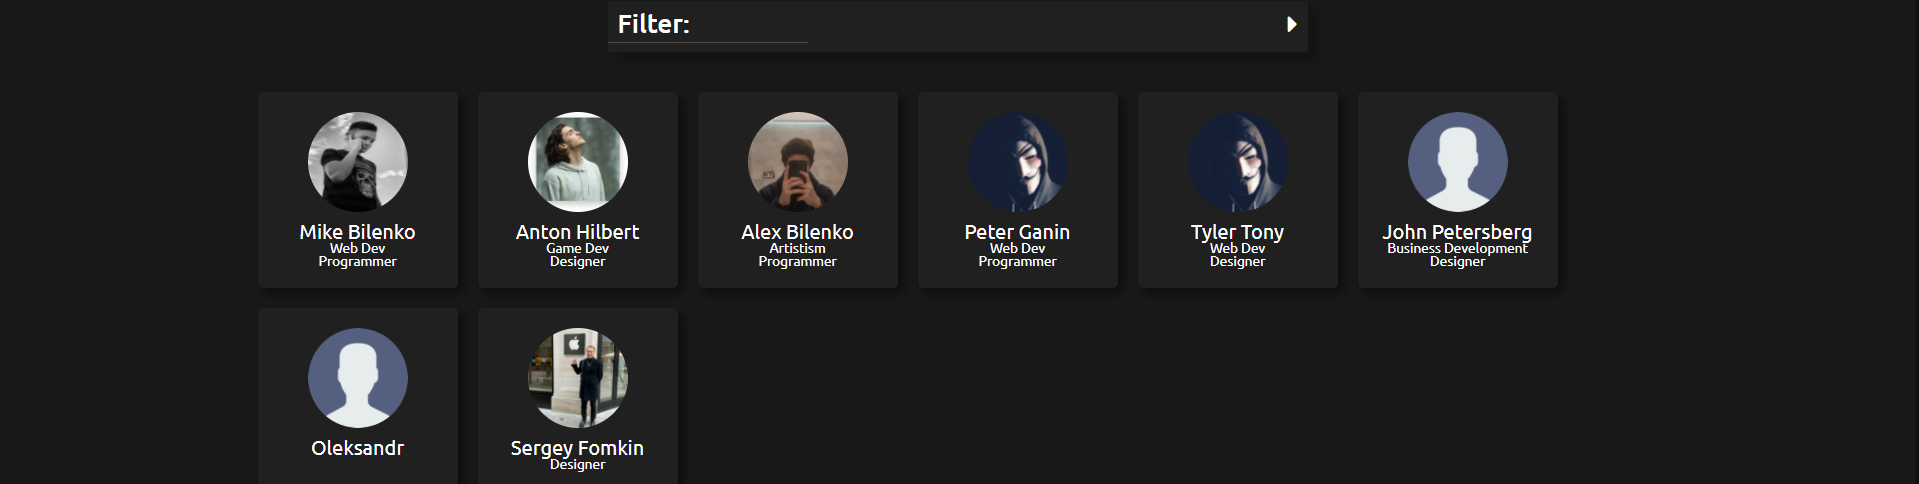 Filter:
Mike Bilenko
Web Dev
Programmer
Anton Hilbert
Game Dev
Designer
Alex Bilenko
Artistism
Programmer
Peter Ganin
Web Dev
Programmer
Tyler Tony
Web Dev
Designer
John Petersberg
Business Development
Designer
Oleksandr
Sergey Fomkin
Designer